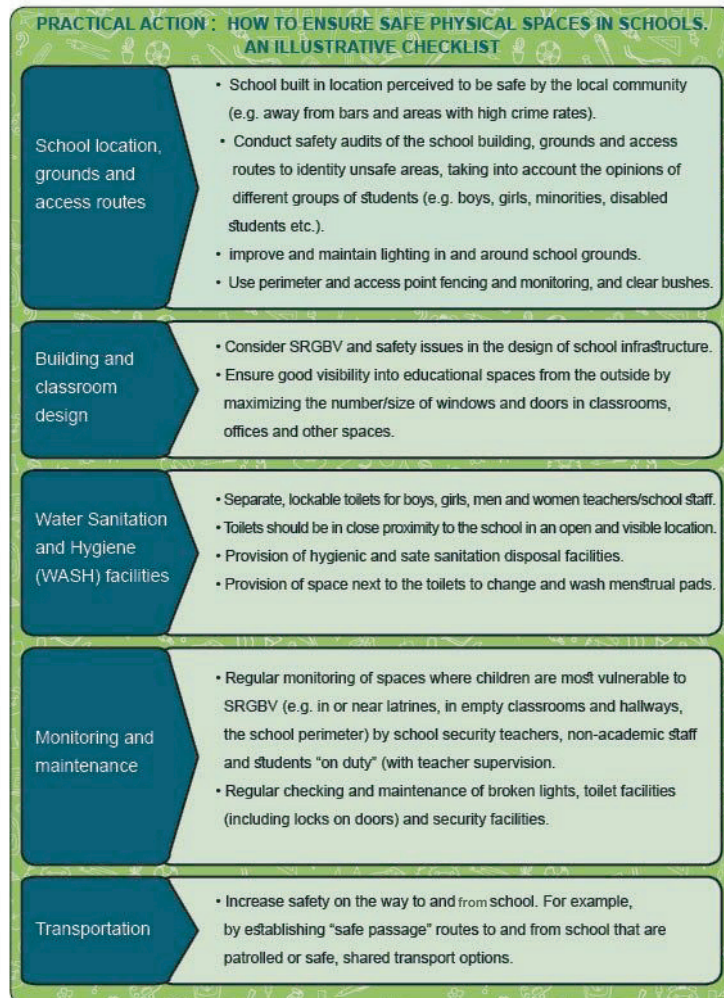 PRACTICAL ACTION : HOW TO ENSURE SAFE PHYSICAL SPACES IN SCHOOLS.
AN ILLUSTRATIVE CHECKLIST
School location,
grounds and
access routes
• School built in location perceived to be safe by the local community
(e.g. away from bars and areas with high crime rates).
• Conduct safety audits of the school building, grounds and access
routes to identity unsafe areas, taking into account the opinions of
different groups of students (e.g. boys, girls, minorities, disabled
students etc.).
• improve and maintain lighting in and around school grounds.
• Use perimeter and access point fencing and monitoring, and clear bushes.
Building and
classroom
design
• Consider SRGBV and safety issues in the design of school infrastructure.
• Ensure good visibility into educational spaces from the outside by
maximizing the number/size of windows and doors in classrooms,
offices and other spaces.
Water Sanitation
and Hygiene
(WASH) facilities
• Separate, lockable toilets for boys, girls, men and women teachers/school staff.
• Toilets should be in close proximity to the school in an open and visible location.
• Provision of hygienic and sate sanitation disposal facilities.
• Provision of space next to the toilets to change and wash menstrual pads.
Monitoring and
maintenance
• Regular monitoring of spaces where children are most vulnerable to
SRGBV (e.g. in or near latrines, in empty classrooms and hallways,
the school perimeter) by school security teachers, non-academic staff
and students “on duty” (with teacher supervision.
• Regular checking and maintenance of broken lights, toilet facilities
(including locks on doors) and security facilities.
Transportation
• Increase safety on the way to and from school. For example,
by establishing “safe passage” routes to and from school that are
patrolled or safe, shared transport options.